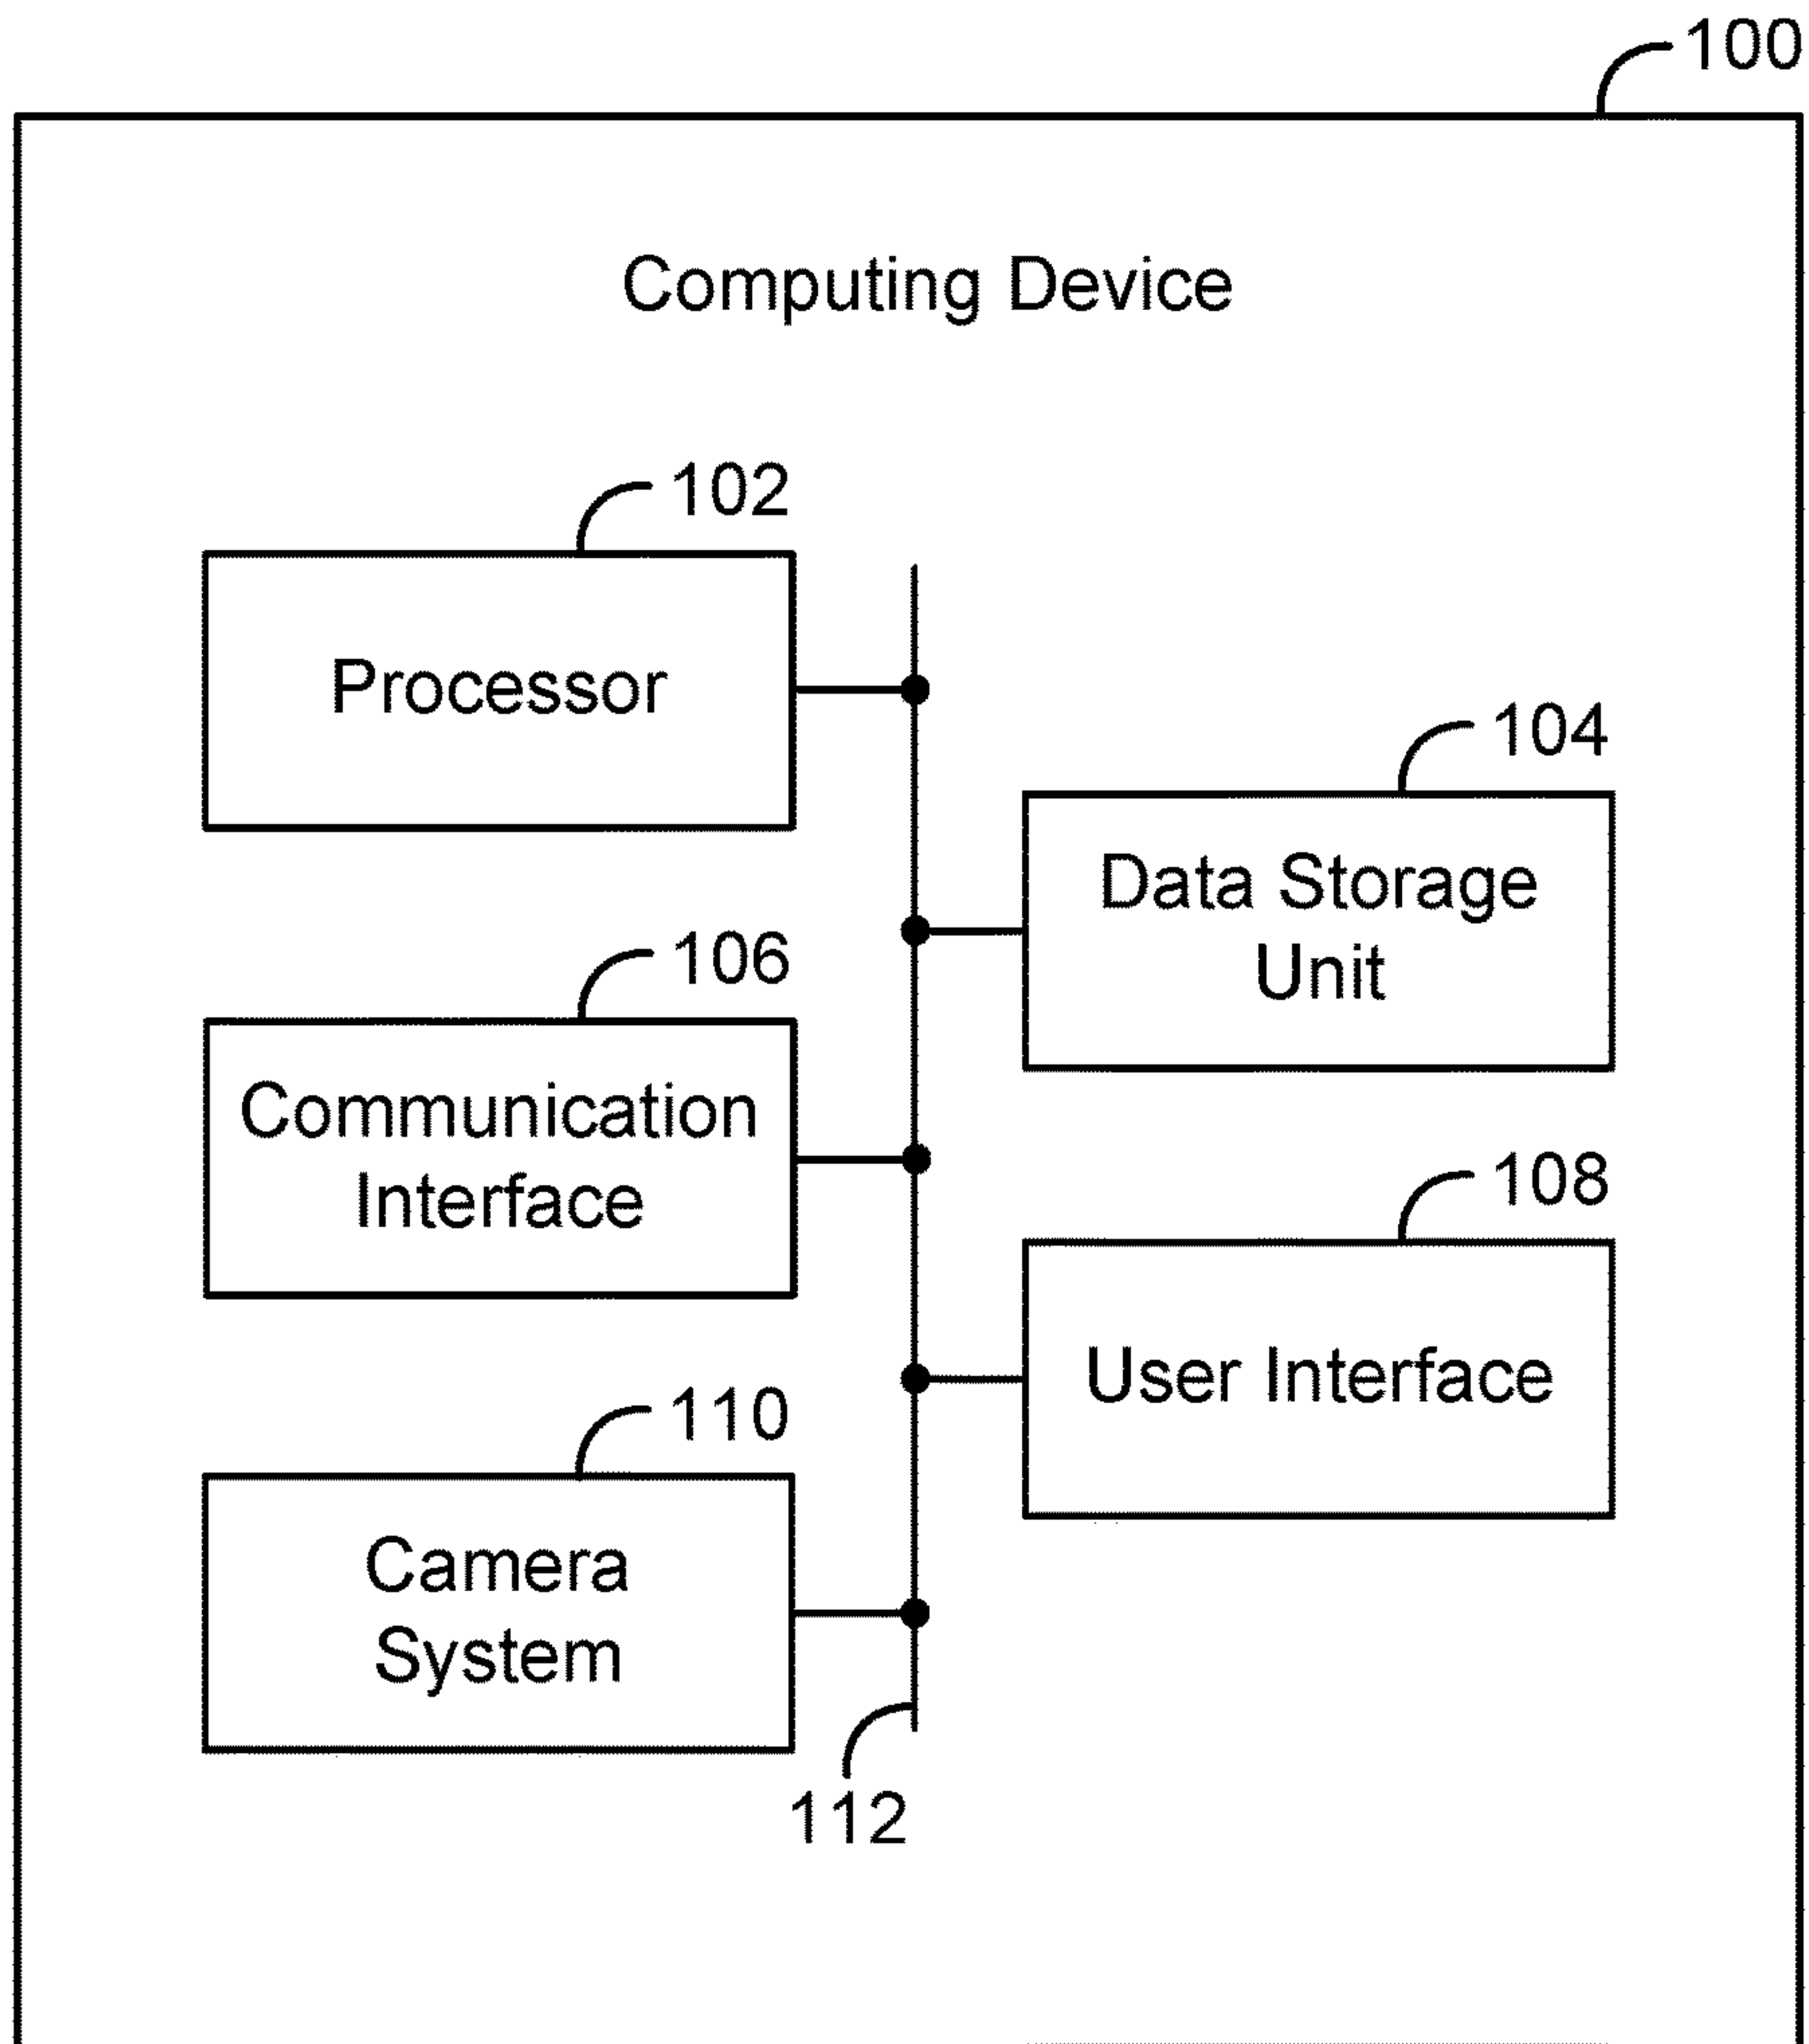 100
Computing Device
102
Processor
104
Data Storage
Unit
106
Communication
Interface
108
User Interface
110
Camera
System
112